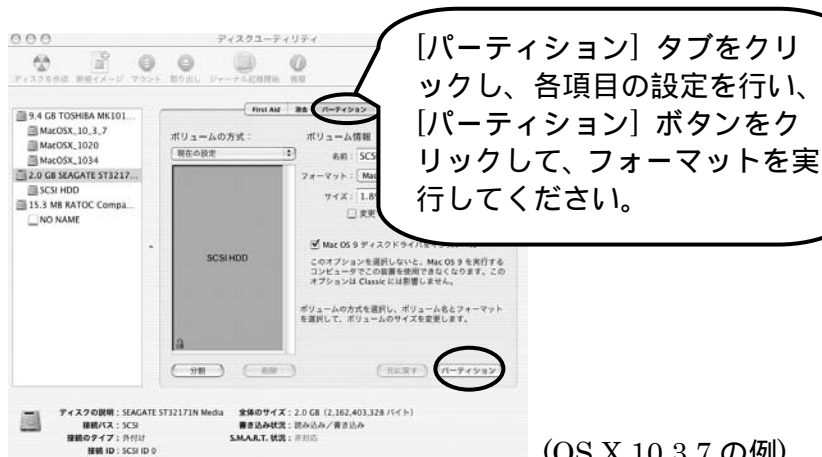 ディスクユーティリティ
ディスクを作成 新規イメージ マウント 取り出し ジャーナル記録開始 情報
[パーティション] タブをクリ
ックし、各項目の設定を行い、
[パーティション] ボタンをク
リックして、フォーマットを実
行してください。
9.4 GB TOSHIBA MK101...
MacOSX_10_3_7
MacOSX_1020
MacOSX_1034
2.0 GB SEAGATE ST3217...
SCSI HDD
15.3 MB RATOC Compa...
NO NAME
First Aid 消去 パーティション
ボリュームの方式：
現在の設定
SCSI HDD
ボリューム情報
名前：SCS
フォーマット：Mac
サイズ：1.8
変更
Mac OS 9 ディスクドライバを
このオプションを選択しないと、Mac OS 9 を実行する
コンピュータでこの装置を使用できなくなります。この
オプションは Classic には影響しません。
ボリュームの方式を選択し、ボリューム名とフォーマット
を選択して、ボリュームのサイズを変更します。
分割 削除 元に戻す パーティション
ディスクの説明：SEAGATE ST32171N Media
接続バス：SCSI
接続のタイプ：外付け
接続 ID：SCSI ID 0
全体のサイズ：2.0 GB (2,162,403,328 バイト)
書き込み状況：読み込み／書き込み
S.M.A.R.T. 状況：非対応
(OS X 10.3.7 の例)